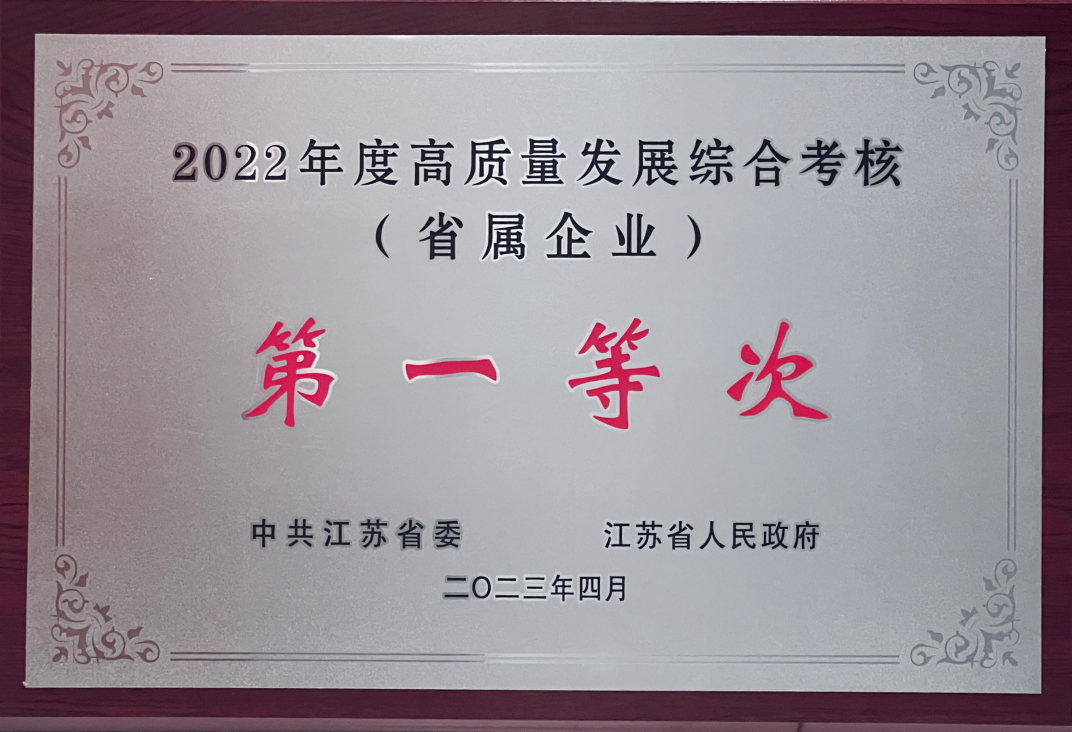 2022年度高质量发展综合考核
（省属企业）
第一等次
中共江苏省委 江苏省人民政府
二〇二三年四月